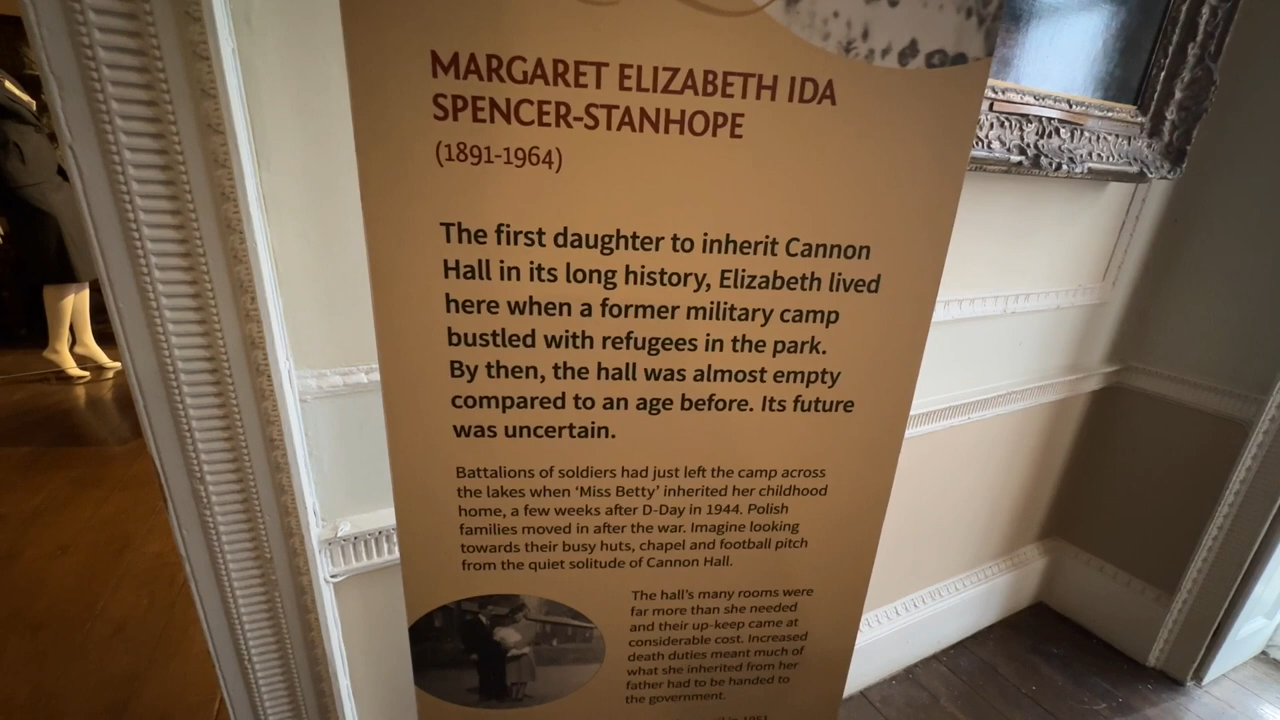 MARGARET ELIZABETH IDA
SPENCER-STANHOPE
(1891-1964)
The first daughter to inherit Cannon
Hall in its long history, Elizabeth lived
here when a former military camp
bustled with refugees in the park.
By then, the hall was almost empty
compared to an age before. Its future
was uncertain.
Battalions of soldiers had just left the camp across
the lakes when ‘Miss Betty’ inherited her childhood
home, a few weeks after D-Day in 1944. Polish
families moved in after the war. Imagine looking
towards their busy huts, chapel and football pitch
from the quiet solitude of Cannon Hall.
The hall's many rooms were
far more than she needed
and their up-keep came at
considerable cost. Increased
death duties meant much of
what she inherited from her
father had to be handed to
the government.
in 1951